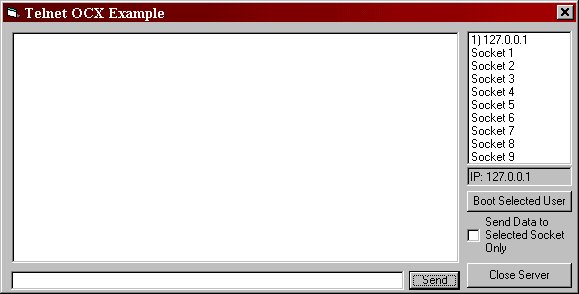 Telnet OCX Example
1) 127.0.0.1
Socket 1
Socket 2
Socket 3
Socket 4
Socket 5
Socket 6
Socket 7
Socket 8
Socket 9
IP: 127.0.0.1
Boot Selected User
Send Data to
Selected Socket
Only
Send
Close Server